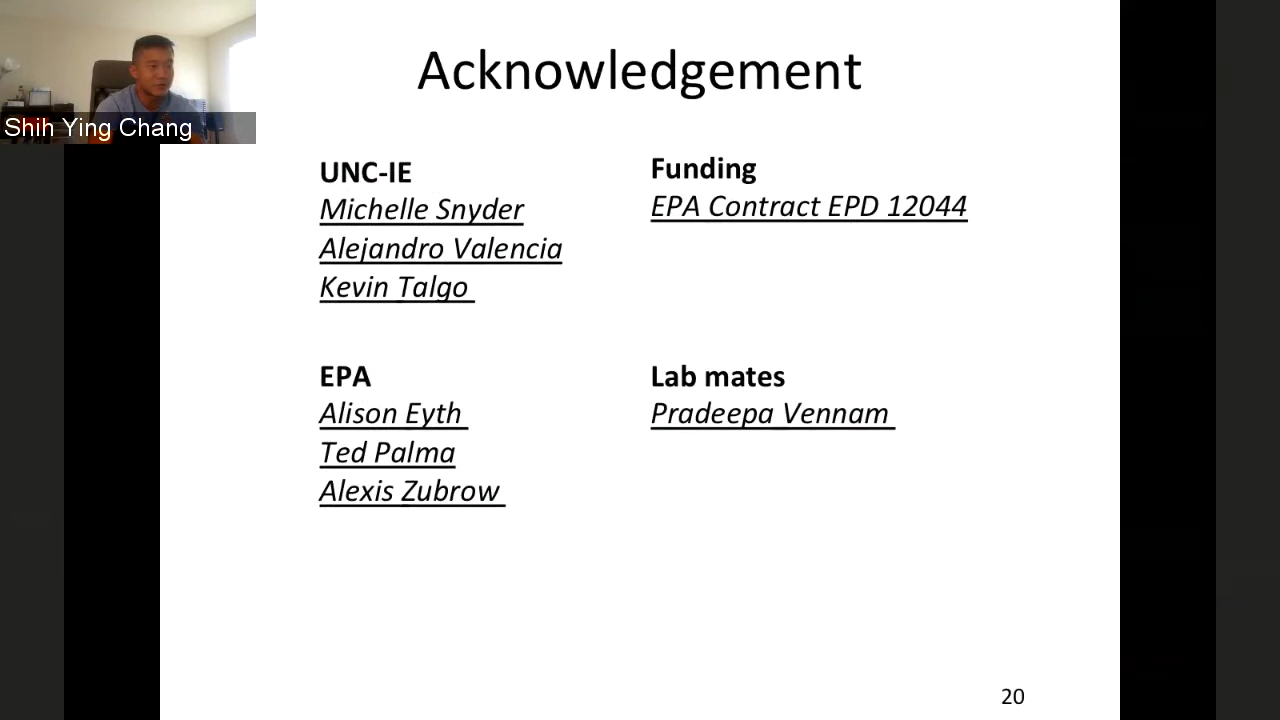 Shih Ying Chang
Acknowledgement
UNC-IE
Michelle Snyder
Alejandro Valencia
Kevin Talgo
Funding
EPA Contract EPD 12044
EPA
Alison Eyth
Ted Palma
Alexis Zubrow
Lab mates
Pradeepa Vennam
20